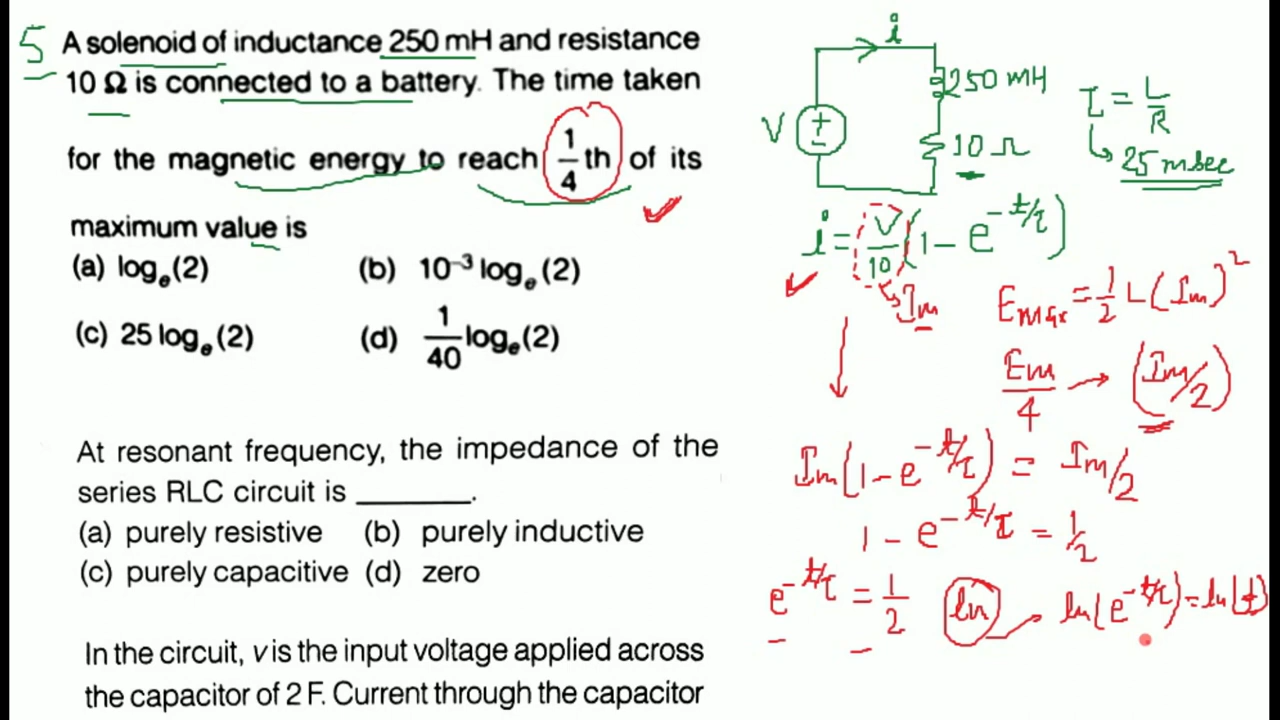 5 A solenoid of inductance 250 mH and resistance
10 Ω is connected to a battery. The time taken
for the magnetic energy to reach 1/4 th of its
maximum value is
(a) logₑ(2) (b) 10⁻³ logₑ(2)
(c) 25 logₑ(2) (d) 1/40 logₑ(2)
At resonant frequency, the impedance of the
series RLC circuit is ________.
(a) purely resistive (b) purely inductive
(c) purely capacitive (d) zero
In the circuit, v is the input voltage applied across
the capacitor of 2 F. Current through the capacitor
i
250 mH
V + -
10 Ω
τ = L/R
25 msec
i = V/10 (1 - e^-t/τ)
Im
Emax = 1/2 L(Im)²
Em/4 → (Im/2)
Im(1 - e^-t/τ) = Im/2
1 - e^-t/τ = 1/2
e^-t/τ = 1/2 ln → ln(e^-t/τ) = ln(